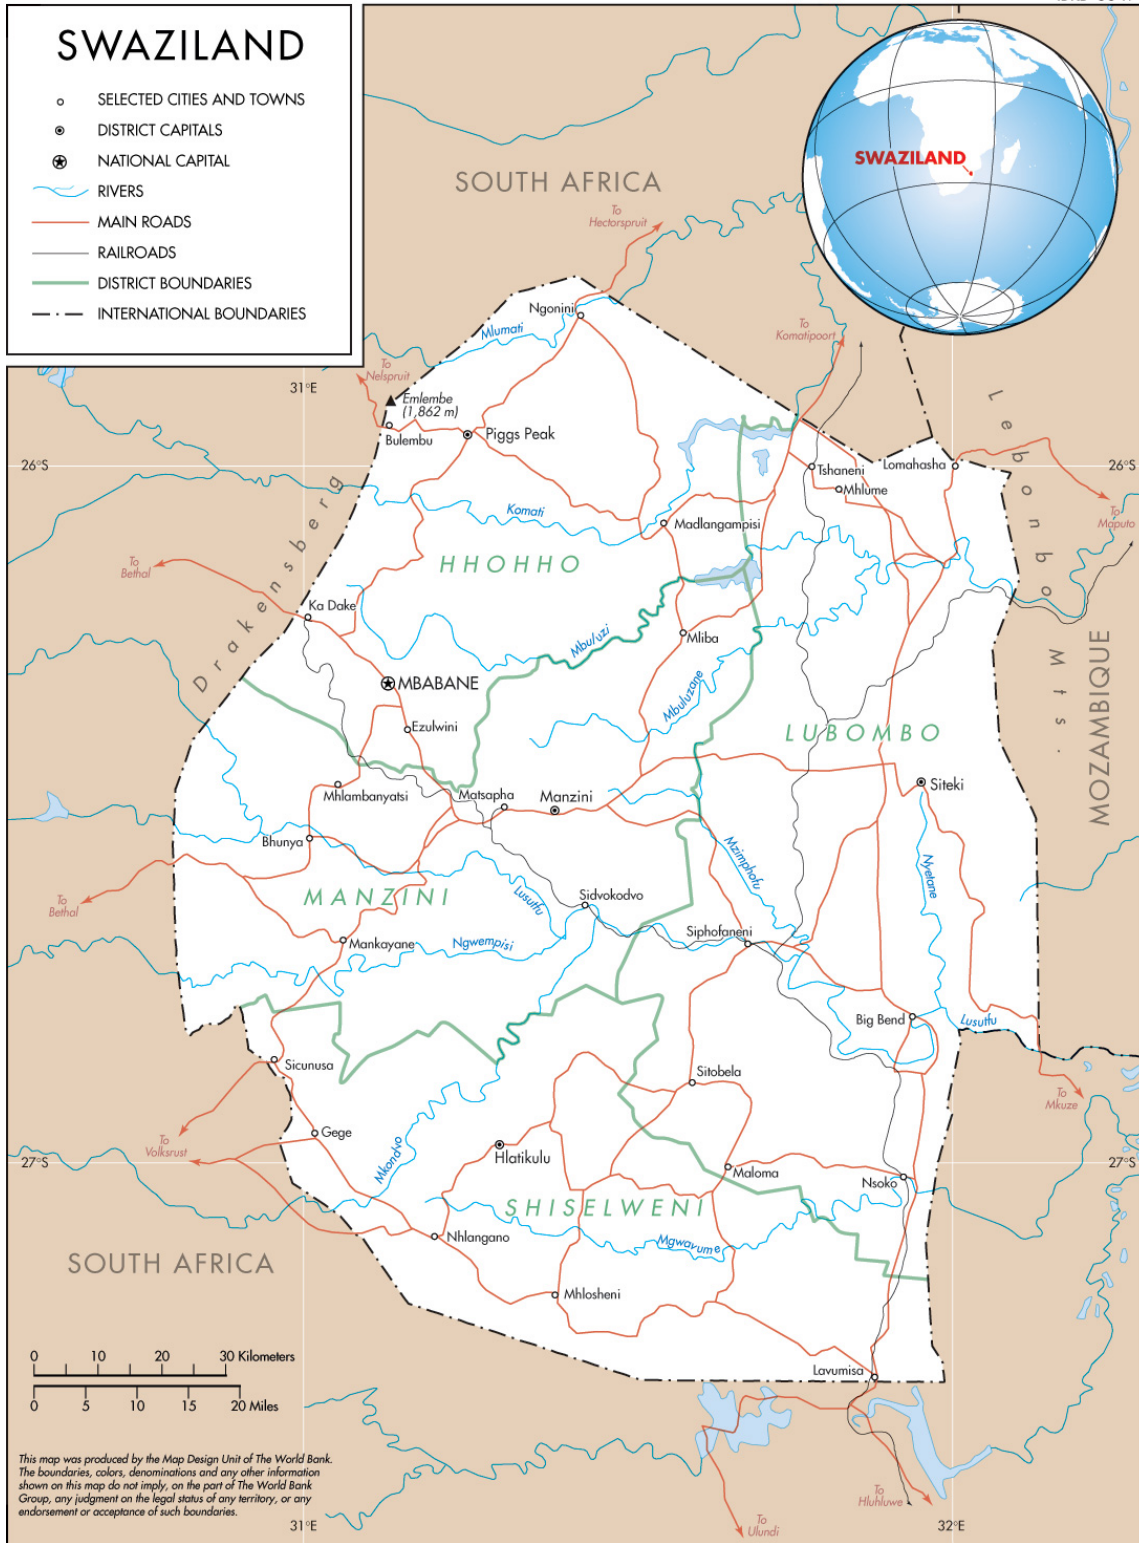 SWAZILAND
SELECTED CITIES AND TOWNS
DISTRICT CAPITALS
NATIONAL CAPITAL
RIVERS
MAIN ROADS
RAILROADS
DISTRICT BOUNDARIES
INTERNATIONAL BOUNDARIES
SWAZILAND
SOUTH AFRICA
To
Hectorspruit
To
Komatipoort
Ngonini
Mlumati
To
Nelspruit
31°E
Emlembe
(1,862 m)
Bulembu
Piggs Peak
26°S
Tshaneni
Lomahasha
26°S
Mhlume
Lebombo Mts.
To
Maputo
Komati
Madlangampisi
Drakensberg
To
Bethal
HHOHHO
Ka Dake
Mbuluzi
Mliba
MBABANE
Mbuluzane
Ezulwini
LUBOMBO
MOZAMBIQUE
Mhlambanyatsi
Matsapha
Manzini
Siteki
Bhunya
Mzimphofu
Nyetane
To
Bethal
MANZINI
Lusutfu
Sidvokodvo
Mankayane
Ngwempisi
Siphofaneni
Big Bend
Lusutfu
Sicunusa
Sitobela
To
Mkuze
To
Volksrust
Gege
Mkondvo
Hlatikulu
27°S
Maloma
Nsoko
27°S
SHISELWENI
Nhlangano
Mgwavume
SOUTH AFRICA
Mhlosheni
Lavumisa
0 10 20 30 Kilometers
0 5 10 15 20 Miles
This map was produced by the Map Design Unit of The World Bank.
The boundaries, colors, denominations and any other information
shown on this map do not imply, on the part of The World Bank
Group, any judgment on the legal status of any territory, or any
endorsement or acceptance of such boundaries.
To
Ulundi
To
Hluhluwe
31°E
32°E